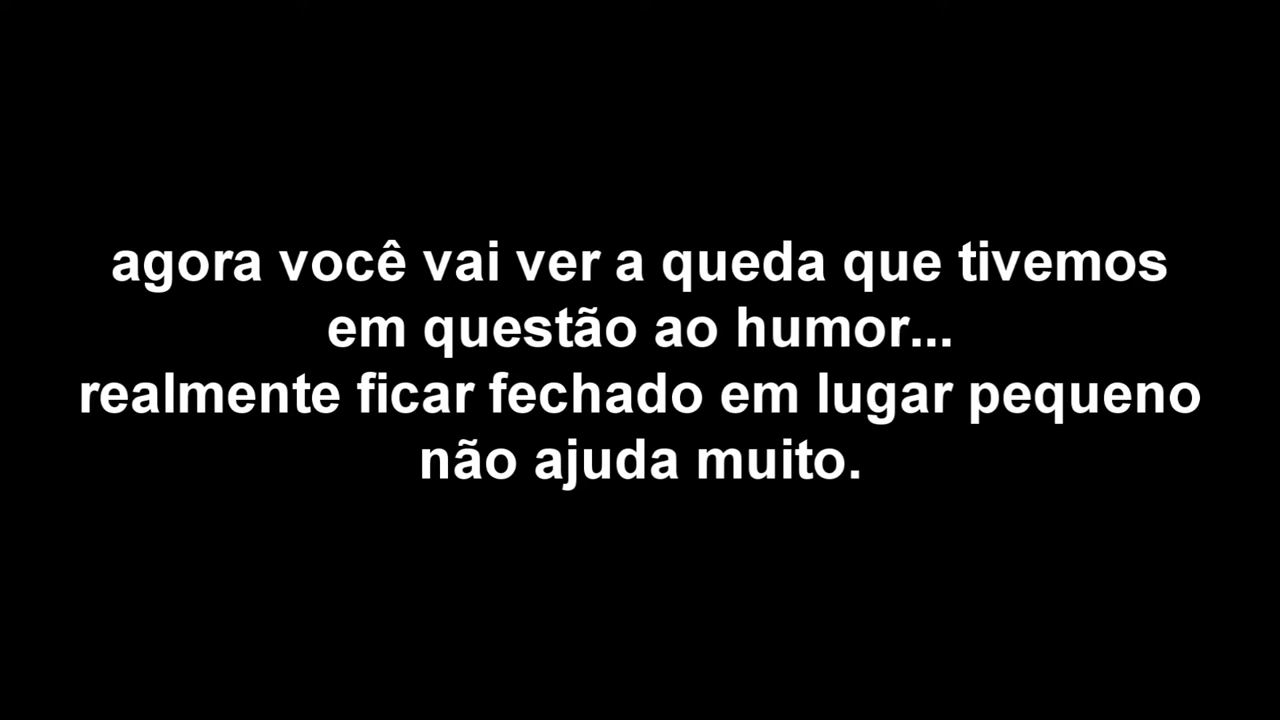 agora você vai ver a queda que tivemos
em questão ao humor...
realmente ficar fechado em lugar pequeno
não ajuda muito.